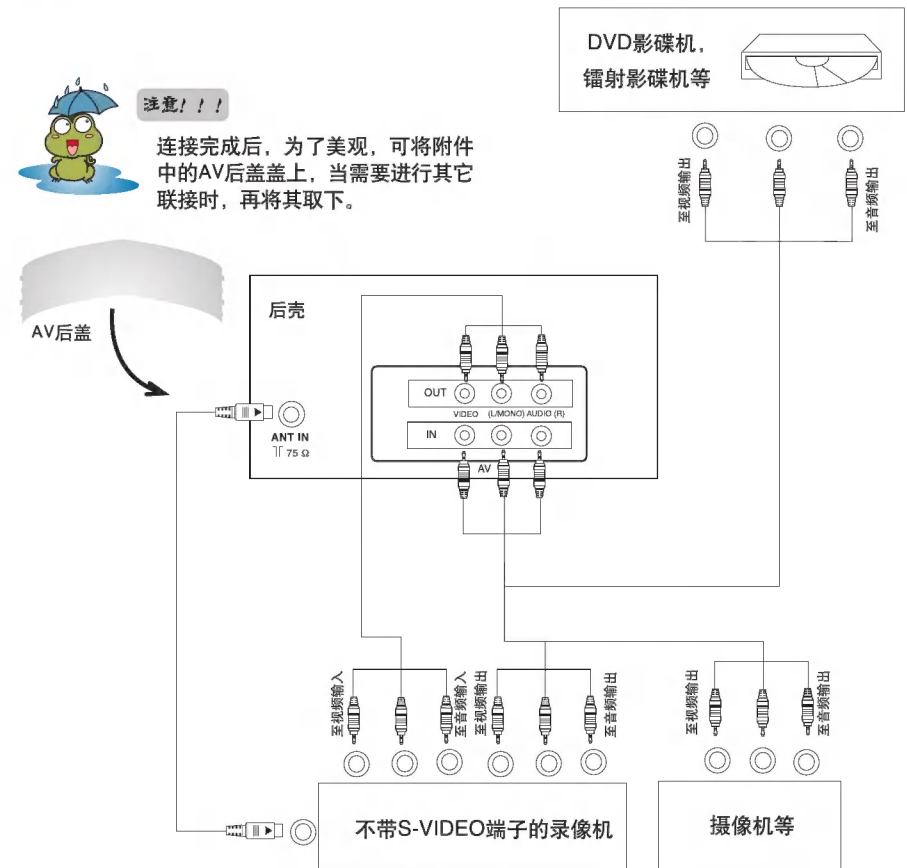 DVD影碟机，
镭射影碟机等
注意！！！
连接完成后，为了美观，可将附件
中的AV后盖盖上，当需要进行其它
联接时，再将其取下。
至视频输出
至音频输出
AV后盖
后壳
OUT
VIDEO (L/MONO) AUDIO (R)
IN
AV
ANT IN
75 Ω
至视频输入
至音频输入
至视频输出
至音频输出
至视频输出
至音频输出
不带S-VIDEO端子的录像机
摄像机等